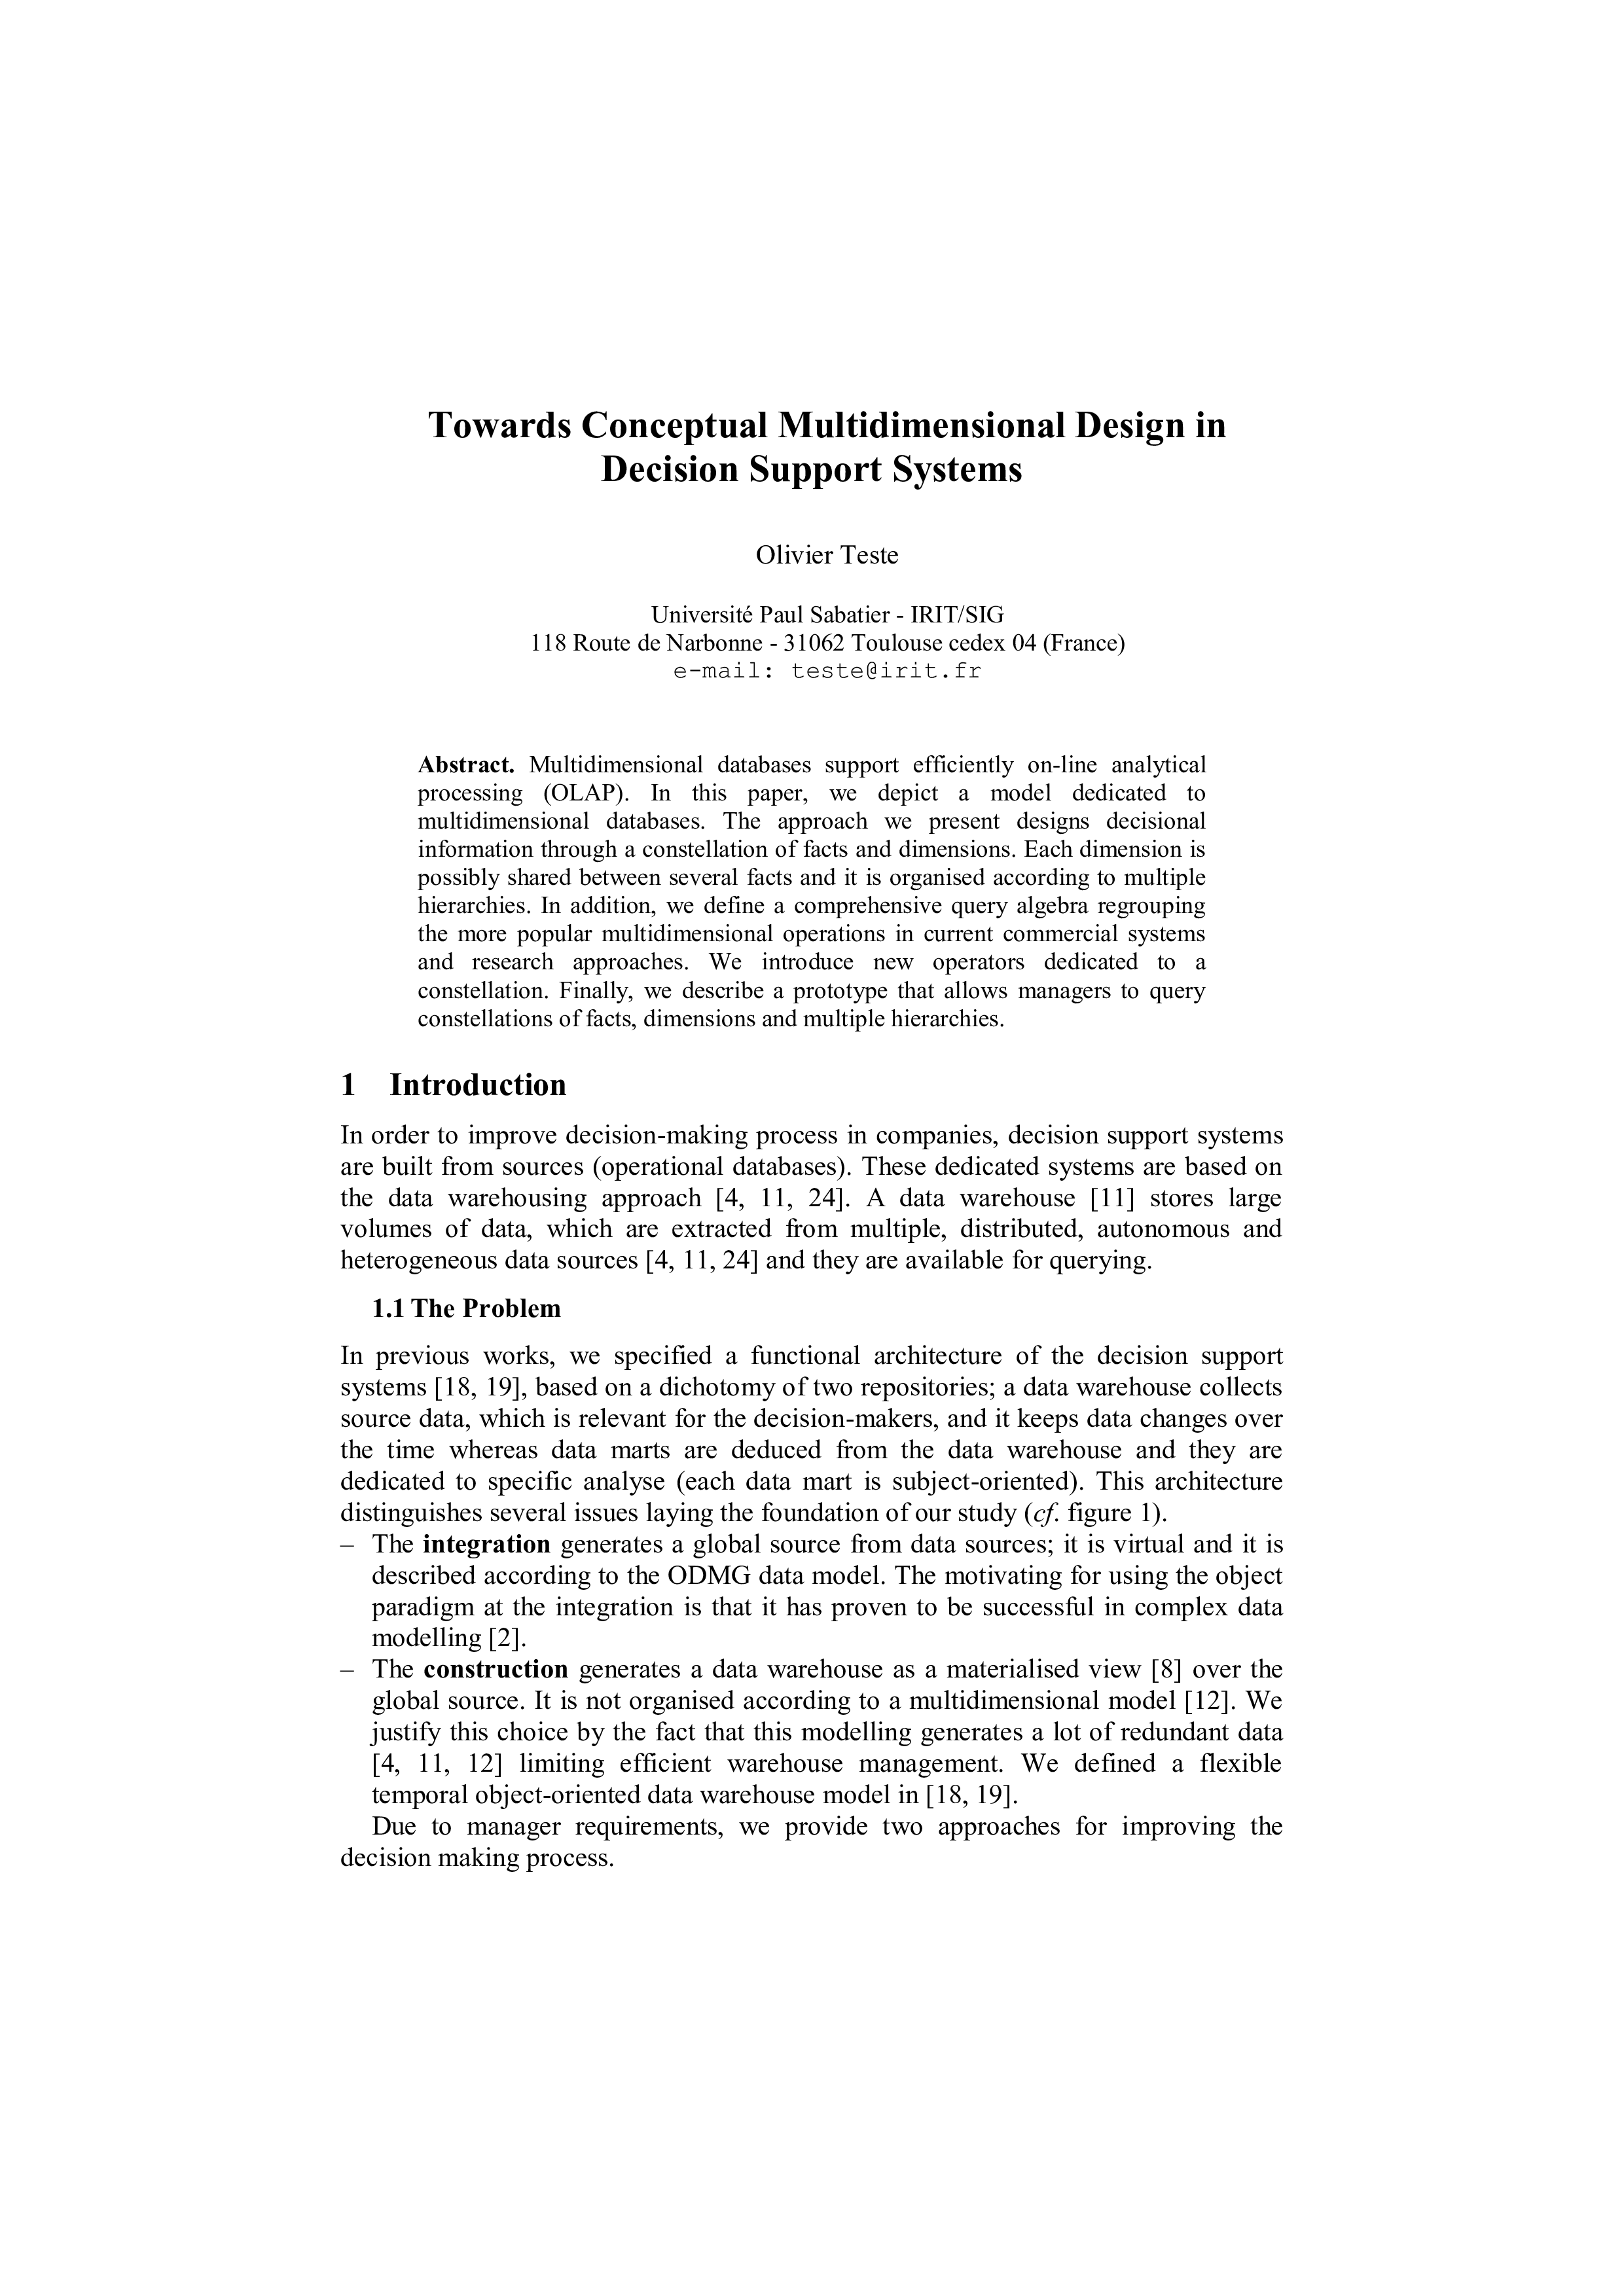 Towards Conceptual Multidimensional Design in
Decision Support Systems
Olivier Teste
Université Paul Sabatier - IRIT/SIG
118 Route de Narbonne - 31062 Toulouse cedex 04 (France)
e-mail: teste@irit.fr
Abstract. Multidimensional databases support efficiently on-line analytical
processing (OLAP). In this paper, we depict a model dedicated to
multidimensional databases. The approach we present designs decisional
information through a constellation of facts and dimensions. Each dimension is
possibly shared between several facts and it is organised according to multiple
hierarchies. In addition, we define a comprehensive query algebra regrouping
the more popular multidimensional operations in current commercial systems
and research approaches. We introduce new operators dedicated to a
constellation. Finally, we describe a prototype that allows managers to query
constellations of facts, dimensions and multiple hierarchies.
1 Introduction
In order to improve decision-making process in companies, decision support systems
are built from sources (operational databases). These dedicated systems are based on
the data warehousing approach [4, 11, 24]. A data warehouse [11] stores large
volumes of data, which are extracted from multiple, distributed, autonomous and
heterogeneous data sources [4, 11, 24] and they are available for querying.
1.1 The Problem
In previous works, we specified a functional architecture of the decision support
systems [18, 19], based on a dichotomy of two repositories; a data warehouse collects
source data, which is relevant for the decision-makers, and it keeps data changes over
the time whereas data marts are deduced from the data warehouse and they are
dedicated to specific analyse (each data mart is subject-oriented). This architecture
distinguishes several issues laying the foundation of our study (cf. figure 1).
– The integration generates a global source from data sources; it is virtual and it is
described according to the ODMG data model. The motivating for using the object
paradigm at the integration is that it has proven to be successful in complex data
modelling [2].
– The construction generates a data warehouse as a materialised view [8] over the
global source. It is not organised according to a multidimensional model [12]. We
justify this choice by the fact that this modelling generates a lot of redundant data
[4, 11, 12] limiting efficient warehouse management. We defined a flexible
temporal object-oriented data warehouse model in [18, 19].
Due to manager requirements, we provide two approaches for improving the
decision making process.